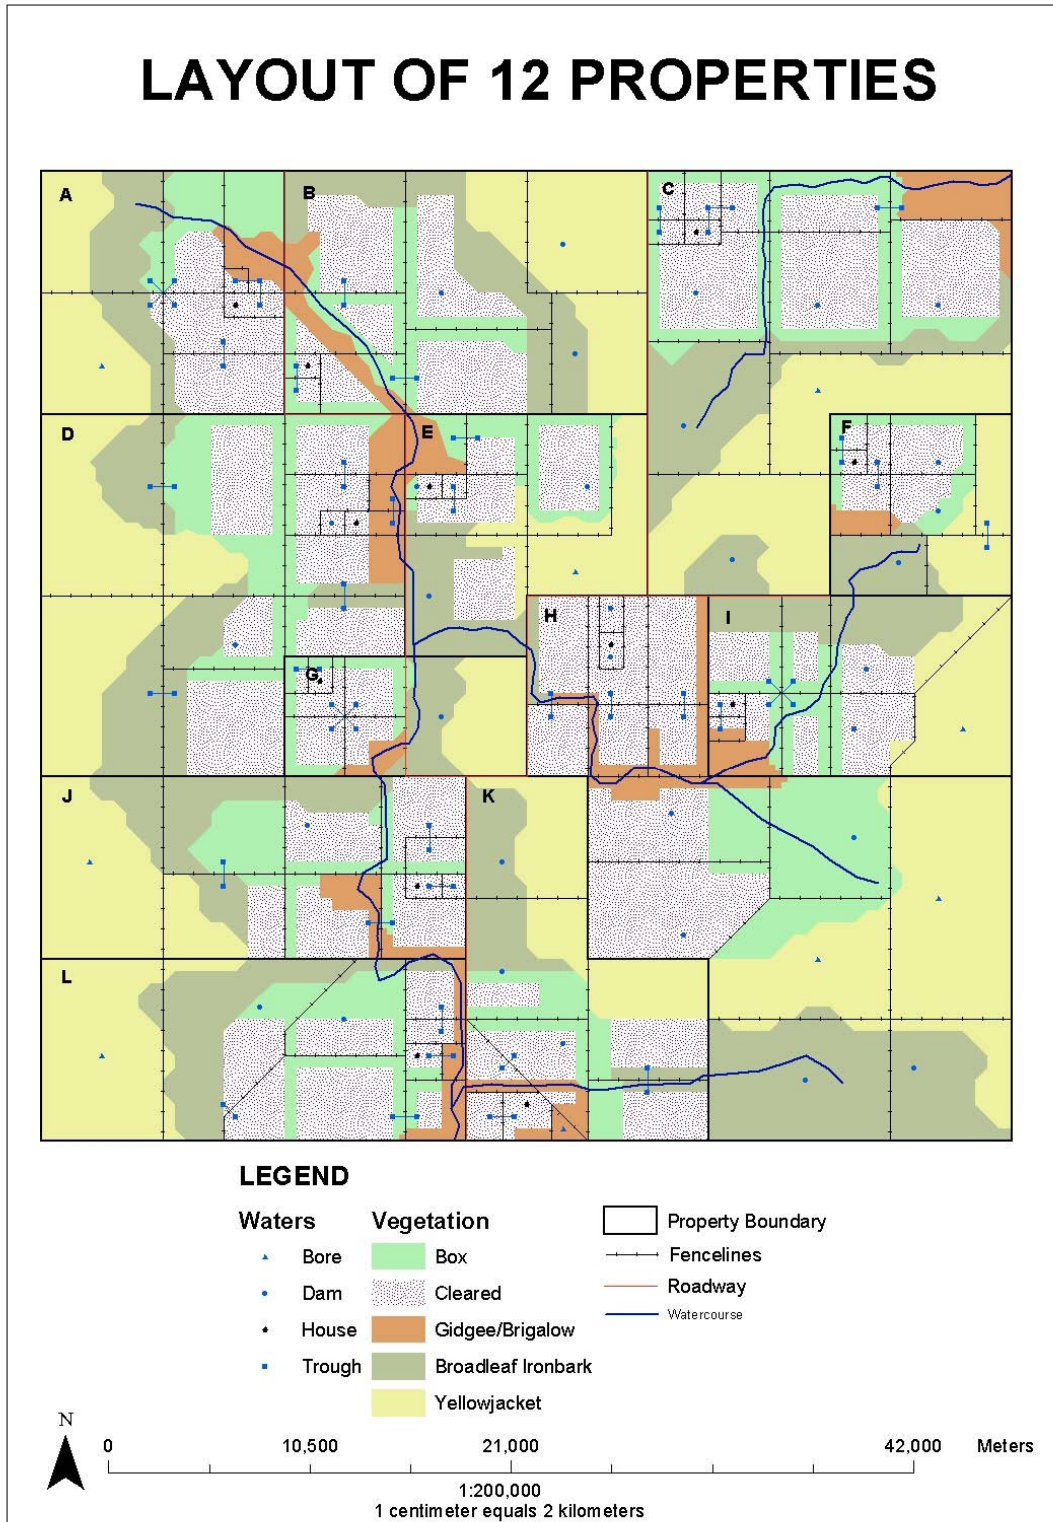 LAYOUT OF 12 PROPERTIES
A
B
C
D
E
F
G
H
I
J
K
L
LEGEND
Waters
Bore
Dam
House
Trough
Vegetation
Box
Cleared
Gidgee/Brigalow
Broadleaf Ironbark
Yellowjacket
Property Boundary
Fencelines
Roadway
Watercourse
N
0 10,500 21,000 42,000 Meters
1:200,000
1 centimeter equals 2 kilometers